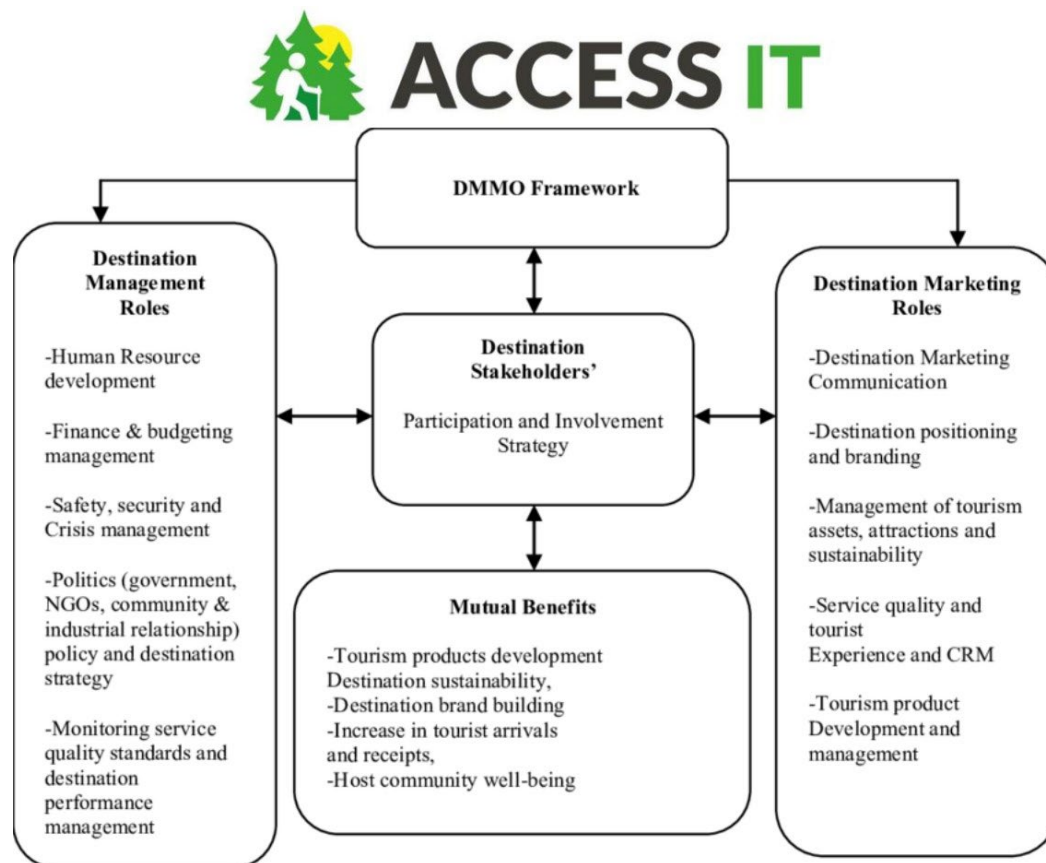 ACCESS IT
DMMO Framework
Destination
Management
Roles
-Human Resource
development
-Finance & budgeting
management
-Safety, security and
Crisis management
-Politics (government,
NGOs, community &
industrial relationship)
policy and destination
strategy
-Monitoring service
quality standards and
destination
performance
management
Destination
Stakeholders’
Participation and Involvement
Strategy
Mutual Benefits
-Tourism products development
Destination sustainability,
-Destination brand building
-Increase in tourist arrivals
and receipts,
-Host community well-being
Destination Marketing
Roles
-Destination Marketing
Communication
-Destination positioning
and branding
-Management of tourism
assets, attractions and
sustainability
-Service quality and
tourist
Experience and CRM
-Tourism product
Development and
management